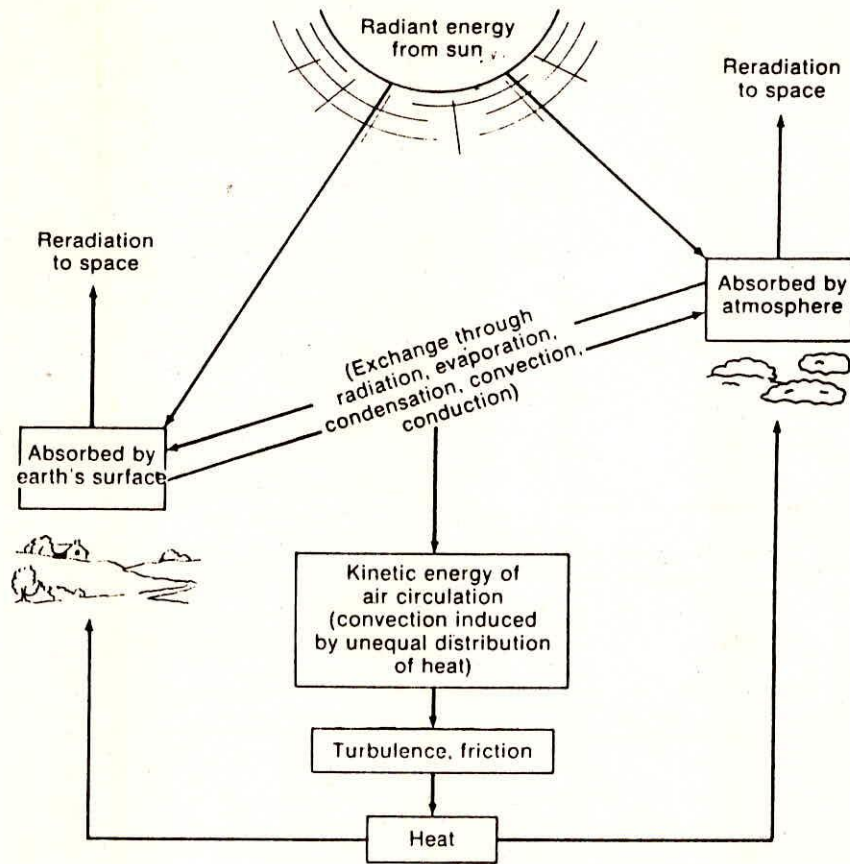 Radiant energy
from sun
Reradiation
to space
Reradiation
to space
Absorbed by
atmosphere
(Exchange through
radiation, evaporation,
condensation, convection,
conduction)
Absorbed by
earth's surface
Kinetic energy of
air circulation
(convection induced
by unequal distribution
of heat)
Turbulence, friction
Heat